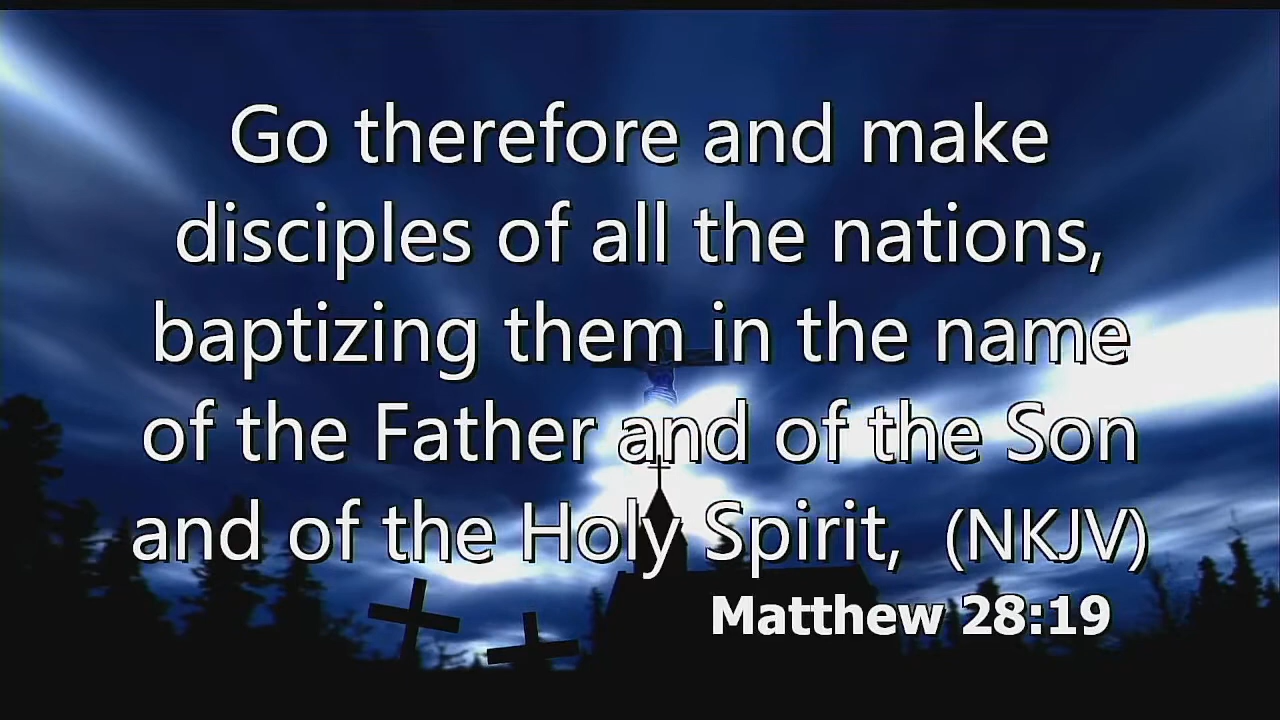 Go therefore and make
disciples of all the nations,
baptizing them in the name
of the Father and of the Son
and of the Holy Spirit, (NKJV)
Matthew 28:19